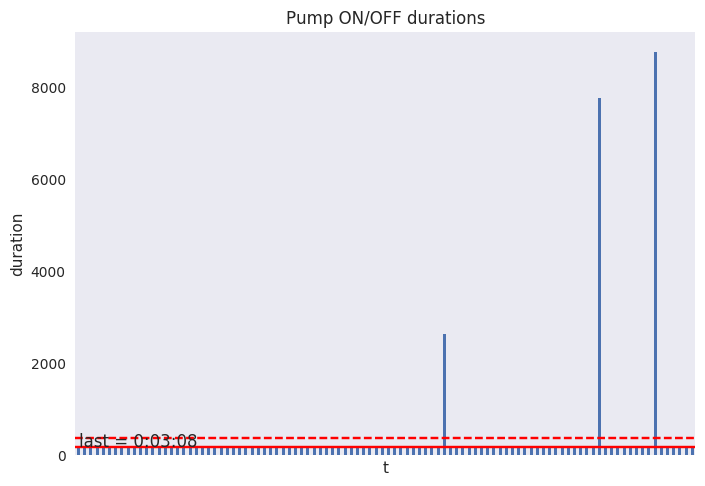 Pump ON/OFF durations
duration
8000
6000
4000
2000
0
last = 0:03:08
t